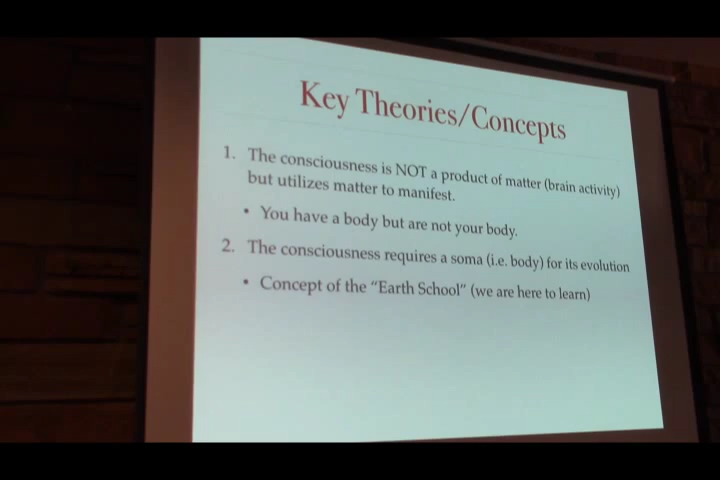 Key Theories/Concepts
1. The consciousness is NOT a product of matter (brain activity)
but utilizes matter to manifest.
• You have a body but are not your body.
2. The consciousness requires a soma (i.e. body) for its evolution
• Concept of the “Earth School” (we are here to learn)